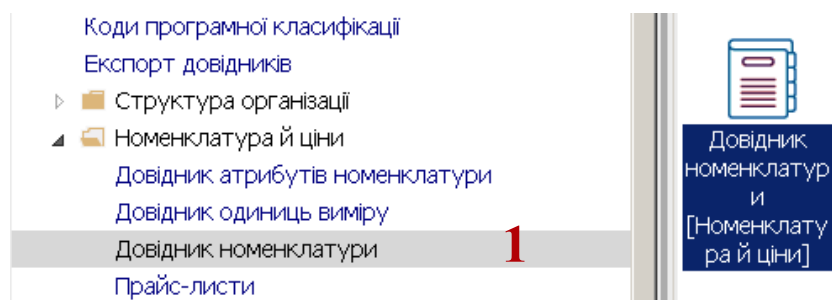 Коди програмної класифікації
Експорт довідників
Структура організації
Номенклатура й ціни
Довідник атрибутів номенклатури
Довідник одиниць виміру
Довідник номенклатури
1
Прайс-листи
Довідник
номенклатур
и
[Номенклату
ра й ціни]